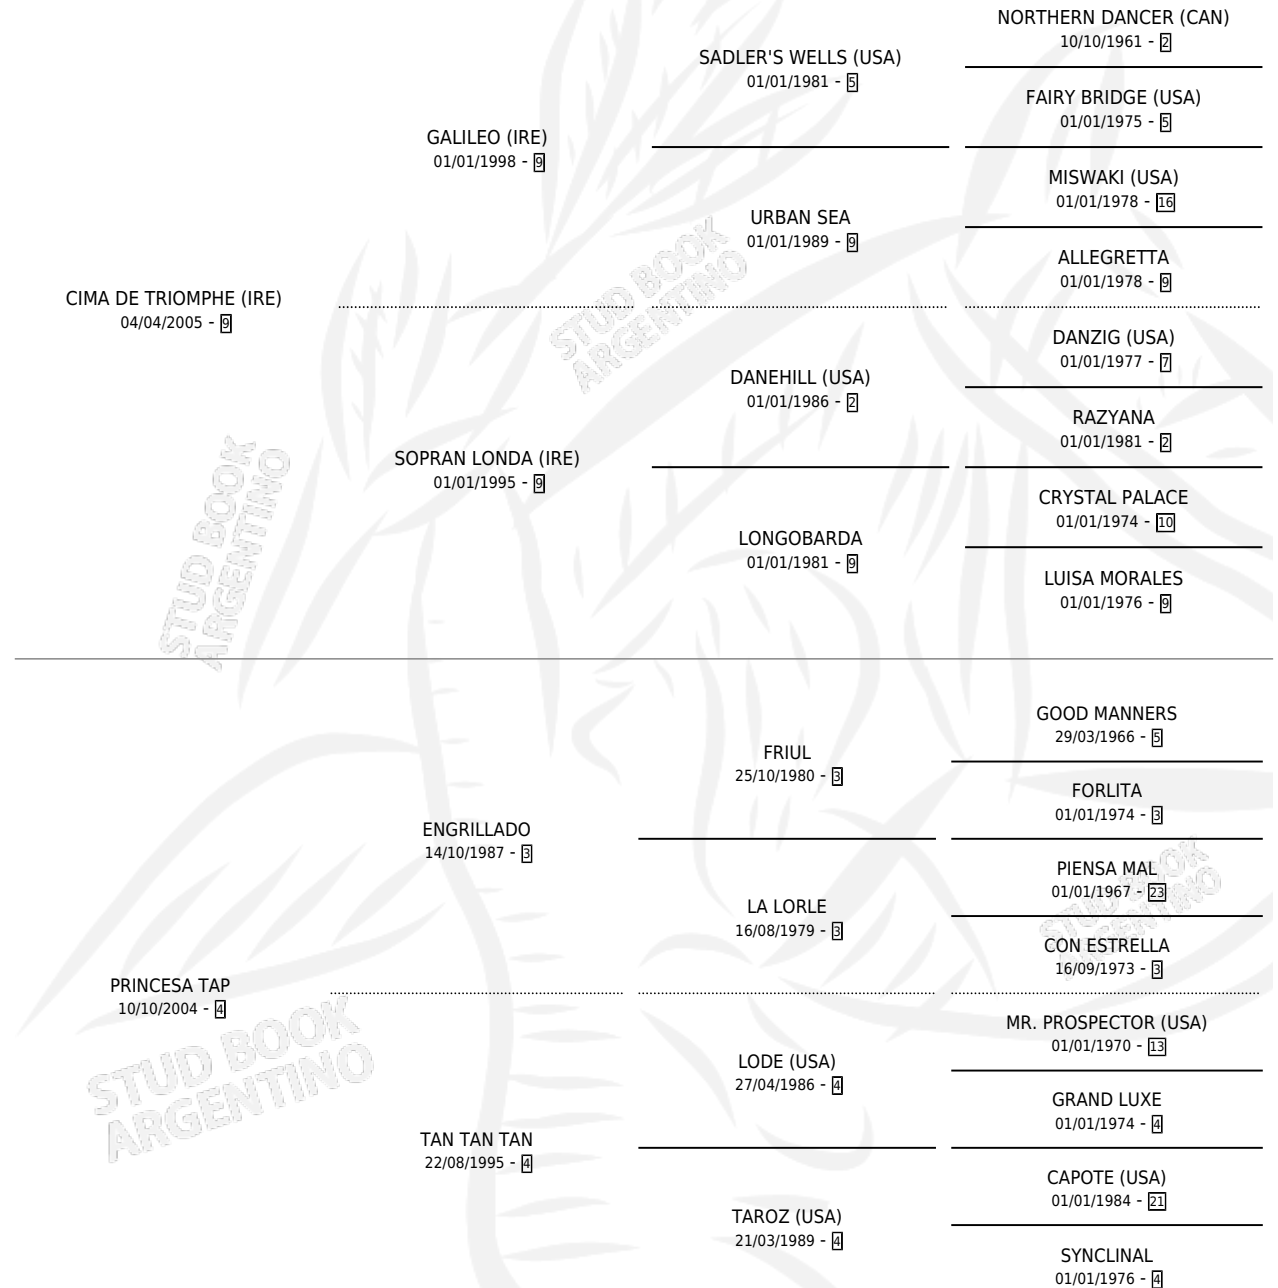 NORTHERN DANCER (CAN)
10/10/1961 - 2
SADLER'S WELLS (USA)
01/01/1981 - 5
FAIRY BRIDGE (USA)
01/01/1975 - 5
GALILEO (IRE)
01/01/1998 - 9
MISWAKI (USA)
01/01/1978 - 16
URBAN SEA
01/01/1989 - 9
ALLEGRETTA
01/01/1978 - 9
CIMA DE TRIOMPHE (IRE)
04/04/2005 - 9
STUD BOOK
ARGENTINO
DANZIG (USA)
01/01/1977 - 7
DANEHILL (USA)
01/01/1986 - 2
RAZYANA
01/01/1981 - 2
SOPRAN LONDA (IRE)
01/01/1995 - 9
CRYSTAL PALACE
01/01/1974 - 10
LONGOBARDA
01/01/1981 - 9
LUISA MORALES
01/01/1976 - 9
STUD BOOK
ARGENTINO
GOOD MANNERS
29/03/1966 - 5
FRIUL
25/10/1980 - 3
FORLITA
01/01/1974 - 3
ENGRILLADO
14/10/1987 - 3
PIENSA MAL
01/01/1967 - 23
LA LORLE
16/08/1979 - 3
CON ESTRELLA
16/09/1973 - 3
STUD BOOK
ARGENTINO
PRINCESA TAP
10/10/2004 - 4
STUD BOOK
ARGENTINO
MR. PROSPECTOR (USA)
01/01/1970 - 13
LODE (USA)
27/04/1986 - 4
GRAND LUXE
01/01/1974 - 4
TAN TAN TAN
22/08/1995 - 4
CAPOTE (USA)
01/01/1984 - 21
TAROZ (USA)
21/03/1989 - 4
SYNCLINAL
01/01/1976 - 4